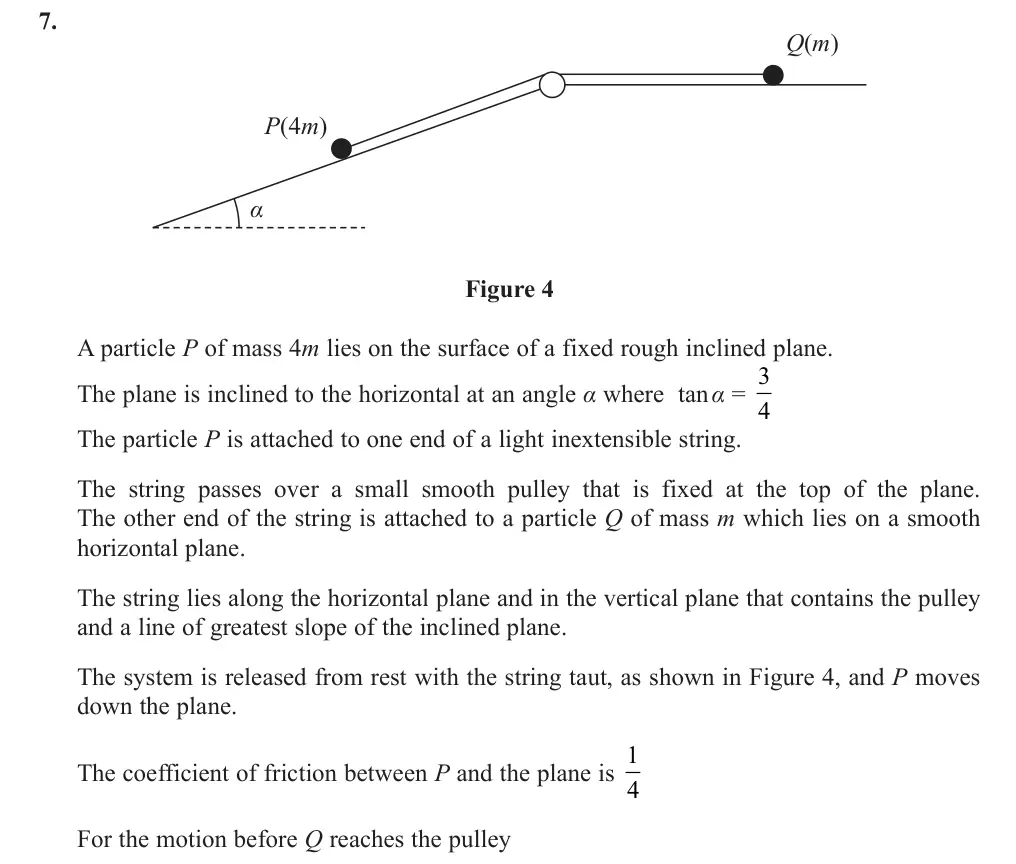 7.
Q(m)
P(4m)
α
Figure 4
A particle P of mass 4m lies on the surface of a fixed rough inclined plane.
The plane is inclined to the horizontal at an angle α where tan α = 3/4
The particle P is attached to one end of a light inextensible string.
The string passes over a small smooth pulley that is fixed at the top of the plane.
The other end of the string is attached to a particle Q of mass m which lies on a smooth
horizontal plane.
The string lies along the horizontal plane and in the vertical plane that contains the pulley
and a line of greatest slope of the inclined plane.
The system is released from rest with the string taut, as shown in Figure 4, and P moves
down the plane.
The coefficient of friction between P and the plane is 1/4
For the motion before Q reaches the pulley